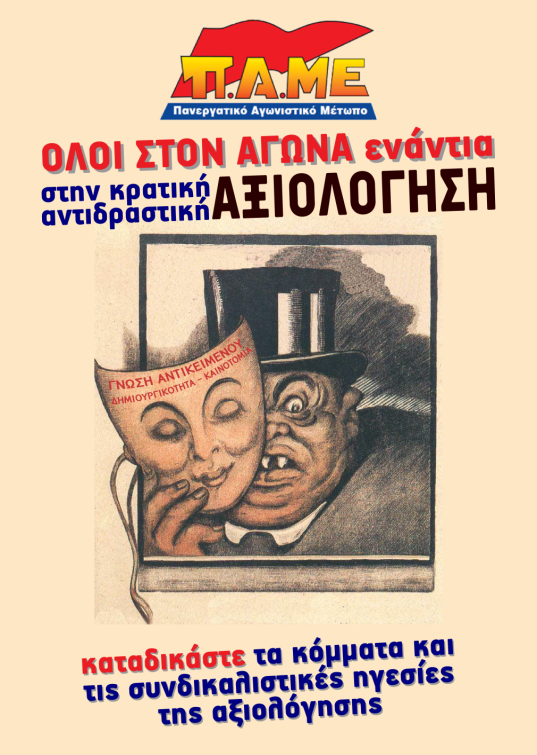 Π.Α.ΜΕ
Πανεργατικό Αγωνιστικό Μέτωπο
ΟΛΟΙ ΣΤΟΝ ΑΓΩΝΑ ενάντια
στην κρατική
αντιδραστική ΑΞΙΟΛΟΓΗΣΗ
ΓΝΩΣΗ ΑΝΤΙΚΕΙΜΕΝΟΥ
ΔΗΜΙΟΥΡΓΙΚΟΤΗΤΑ - ΚΑΙΝΟΤΟΜΙΑ
καταδικάστε τα κόμματα και
τις συνδικαλιστικές ηγεσίες
της αξιολόγησης